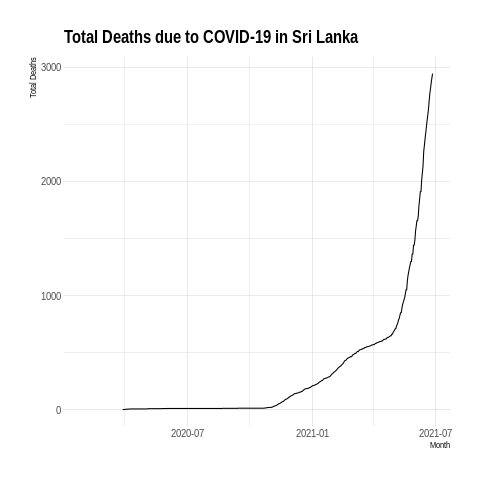 Total Deaths due to COVID-19 in Sri Lanka
Total Deaths
3000
2000
1000
0
2020-07
2021-01
2021-07
Month